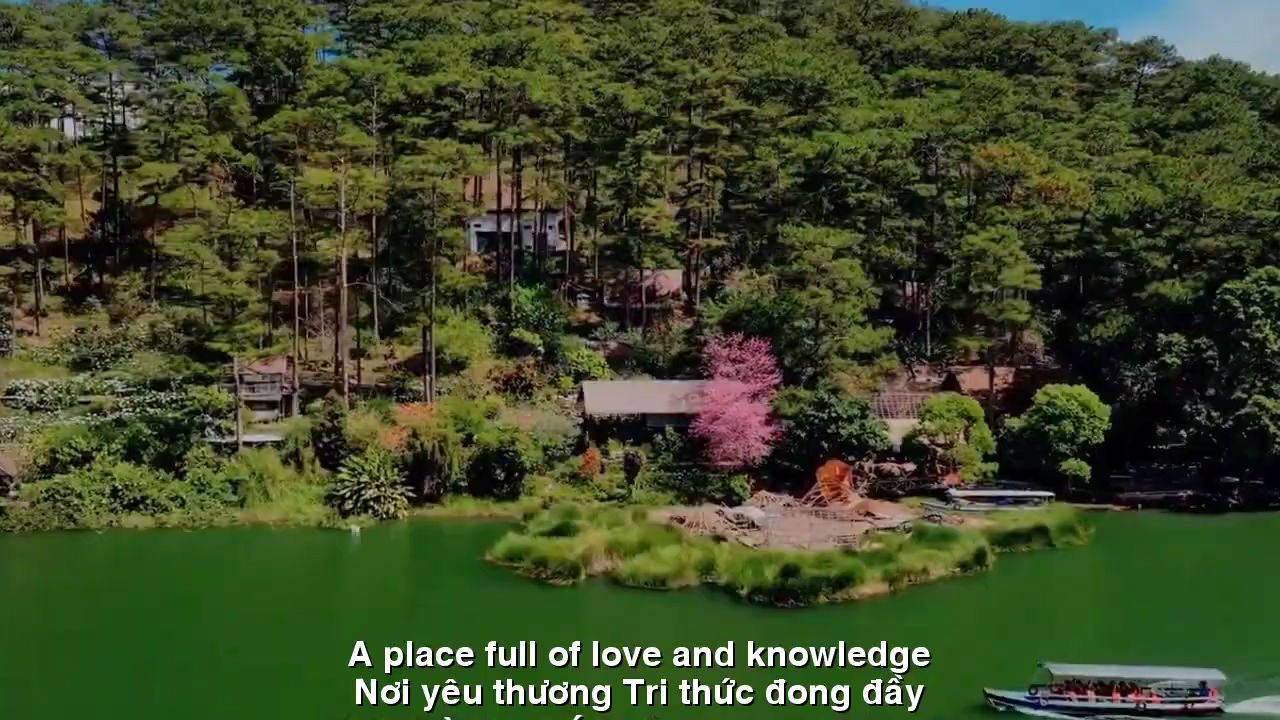 A place full of love and knowledge
Nơi yêu thương Tri thức đong đầy